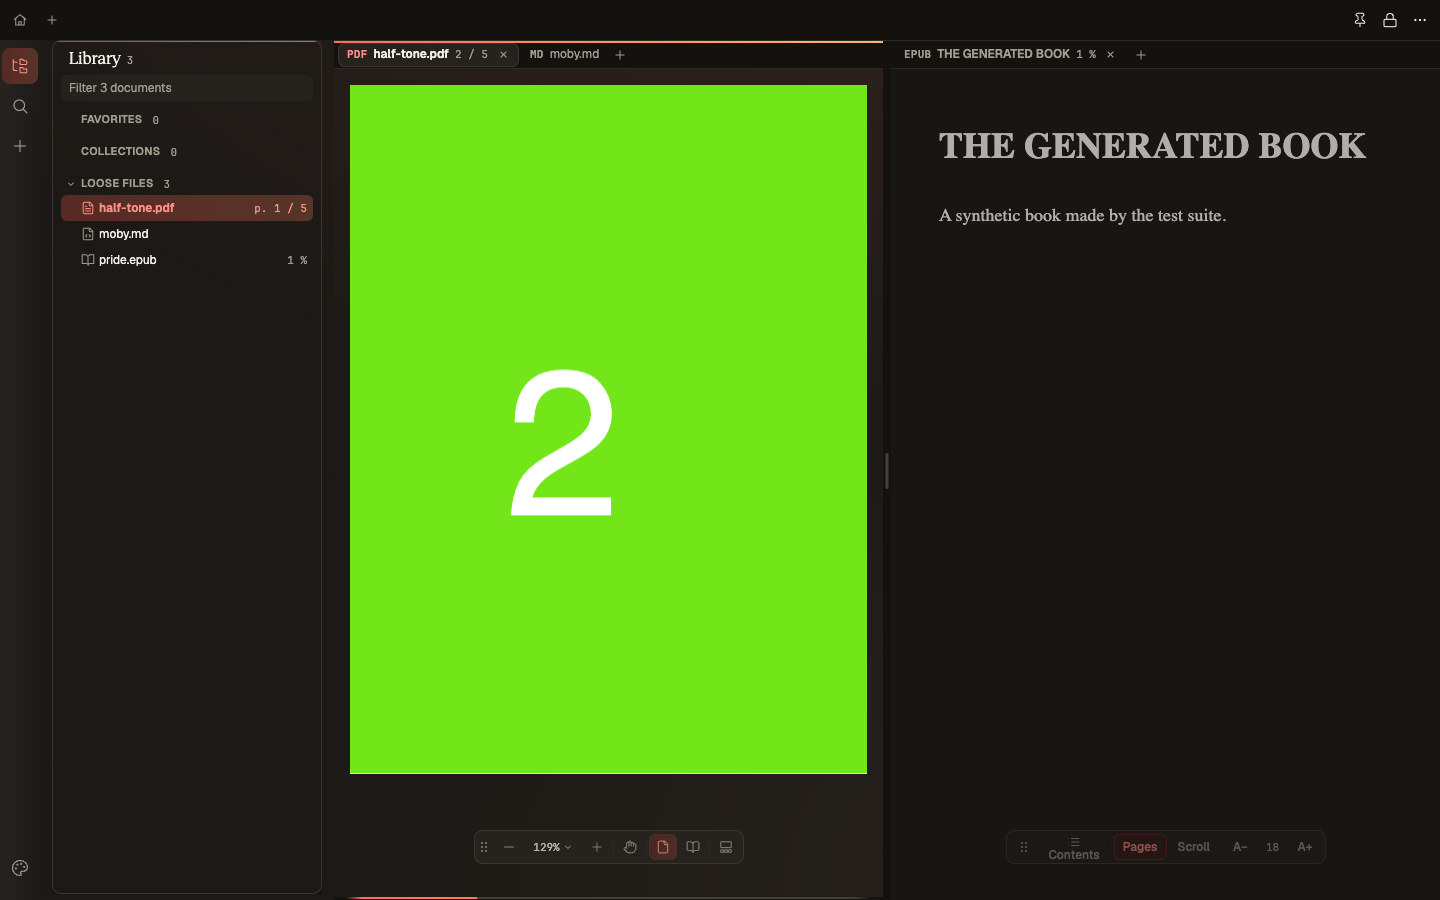 Library 3
Filter 3 documents
FAVORITES 0
COLLECTIONS 0
LOOSE FILES 3
half-tone.pdf p. 1 / 5
moby.md
pride.epub 1 %
PDF half-tone.pdf 2 / 5 ×
MD moby.md
2
129%
EPUB THE GENERATED BOOK 1 % ×
THE GENERATED BOOK
A synthetic book made by the test suite.
Contents
Pages
Scroll
A−
18
A+